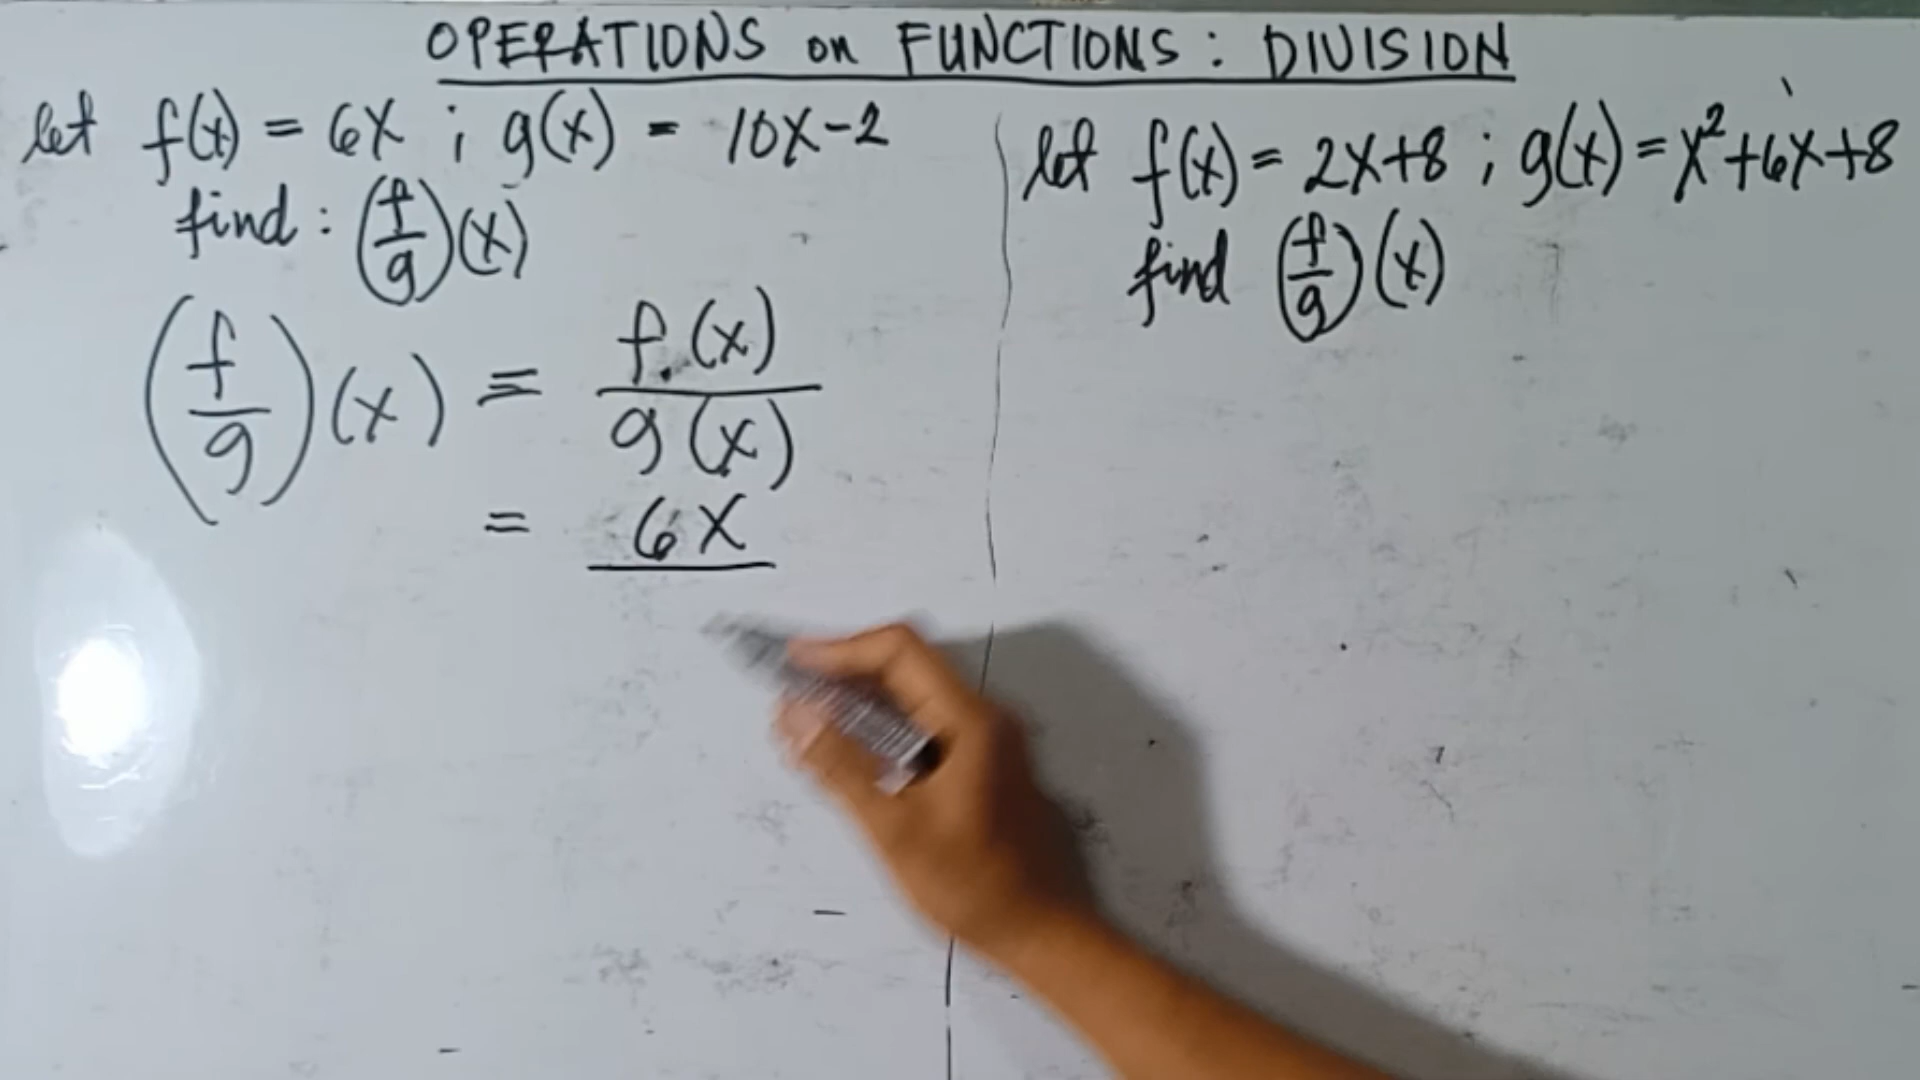 OPERATIONS on FUNCTIONS: DIVISION
let f(x) = 6x ; g(x) = 10x-2
find: (f/g)(x)
(f/g)(x) = f(x)/g(x)
= 6x
let f(x) = 2x+8 ; g(x) = x²+6x+8
find (f/g)(x)